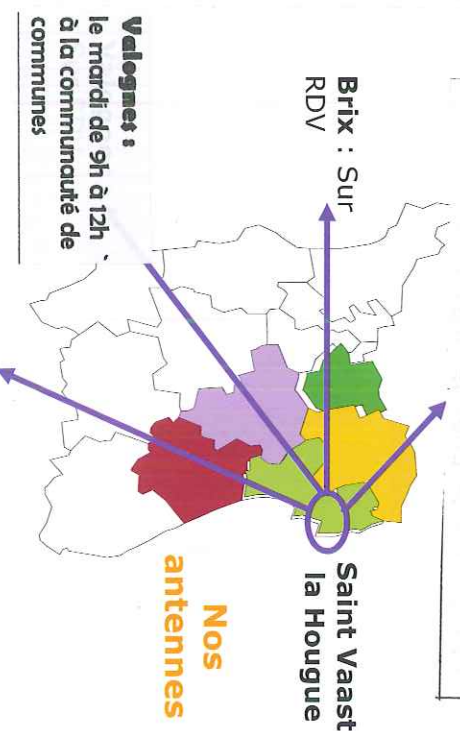 Brix : Sur
RDV
Valognes :
le mardi de 9h à 12h
à la communauté de
communes
Saint Vaast
la Hougue
Nos
antennes